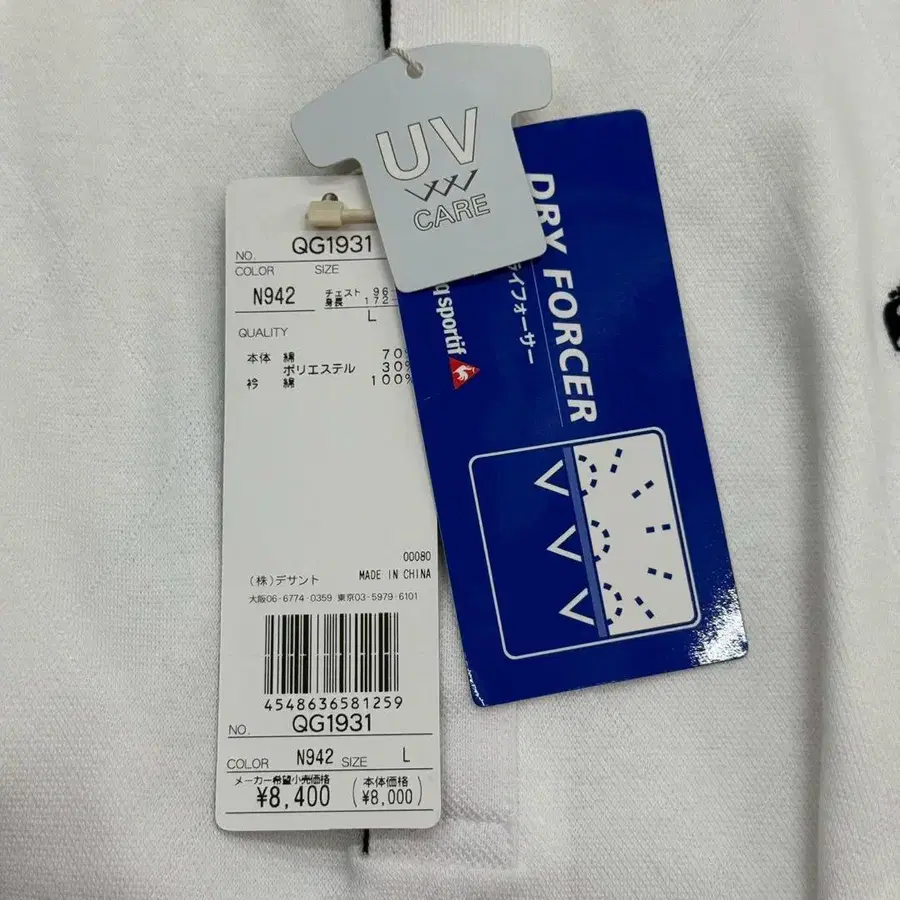 UV
CARE
DRY FORCER
ライフォーサー
sportif
NO. QG1931
COLOR SIZE
N942 チェスト 96-
身長 172-
L
QUALITY
本体 綿 70%
ポリエステル 30%
衿 綿 100%
00080
(株)デサント MADE IN CHINA
大阪06-6774-0359 東京03-5979-6101
4548636581259
NO. QG1931
COLOR N942 SIZE L
メーカー希望小売価格 本体価格
¥8,400 (¥8,000)